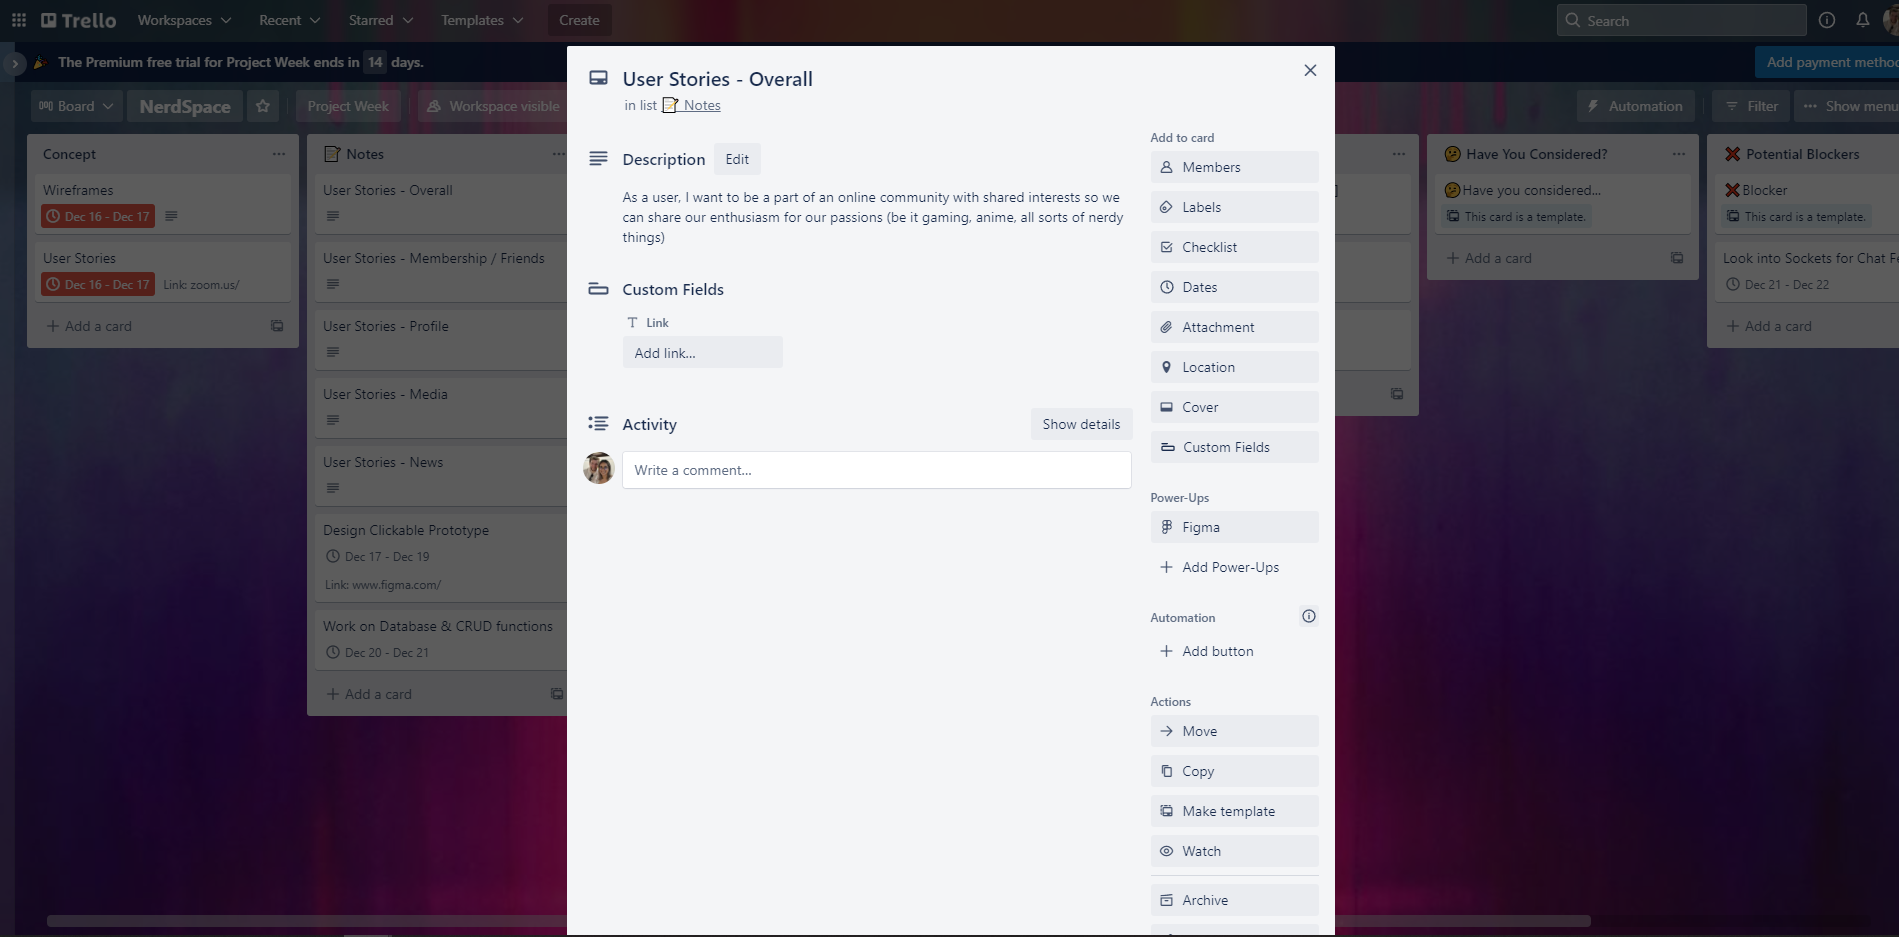 Trello
Workspaces
Recent
Starred
Templates
Create
Search
The Premium free trial for Project Week ends in 14 days.
Add payment method
Board
NerdSpace
Project Week
Workspace visible
Automation
Filter
Show menu
Concept
Wireframes
Dec 16 - Dec 17
User Stories
Dec 16 - Dec 17
Link: zoom.us/
Add a card
📝 Notes
User Stories - Overall
User Stories - Membership / Friends
User Stories - Profile
User Stories - Media
User Stories - News
Design Clickable Prototype
Dec 17 - Dec 19
Link: www.figma.com/
Work on Database & CRUD functions
Dec 20 - Dec 21
Add a card
User Stories - Overall
in list 📝 Notes
Description
Edit
As a user, I want to be a part of an online community with shared interests so we
can share our enthusiasm for our passions (be it gaming, anime, all sorts of nerdy
things)
Custom Fields
Link
Add link...
Activity
Show details
Write a comment...
Add to card
Members
Labels
Checklist
Dates
Attachment
Location
Cover
Custom Fields
Power-Ups
Figma
Add Power-Ups
Automation
Add button
Actions
Move
Copy
Make template
Watch
Archive
Have You Considered?
Have you considered...
This card is a template.
Add a card
❌ Potential Blockers
❌Blocker
This card is a template.
Look into Sockets for Chat
Dec 21 - Dec 22
Add a card